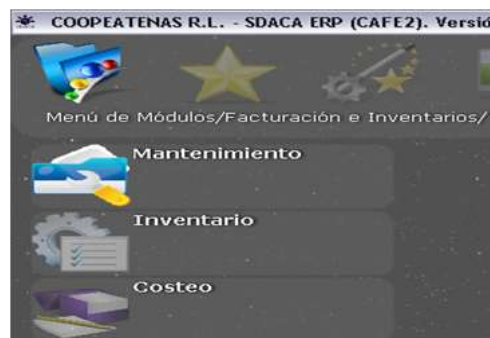 COOPEATENAS R.L. - SDACA ERP (CAFE2). Versió
Menú de Módulos/Facturación e Inventarios/
Mantenimiento
Inventario
Costeo